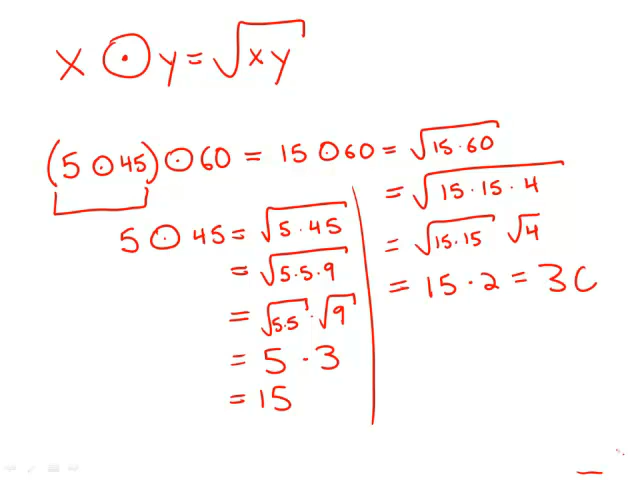 x ⊙ y = √xy
(5 ⊙ 45) ⊙ 60 = 15 ⊙ 60 = √15·60
= √15·15·4
= √15·15 √4
= 15·2 = 3C
5 ⊙ 45 = √5·45
= √5·5·9
= √5·5 · √9
= 5·3
= 15